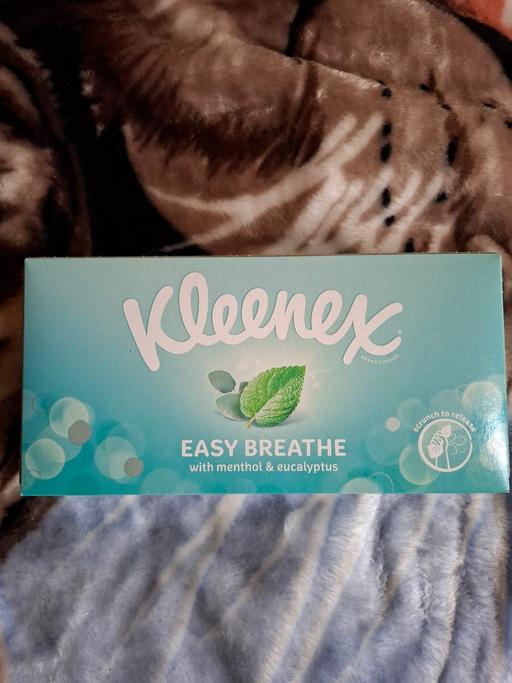 Kleenex®
EASY BREATHE
with menthol & eucalyptus
scrunch to release